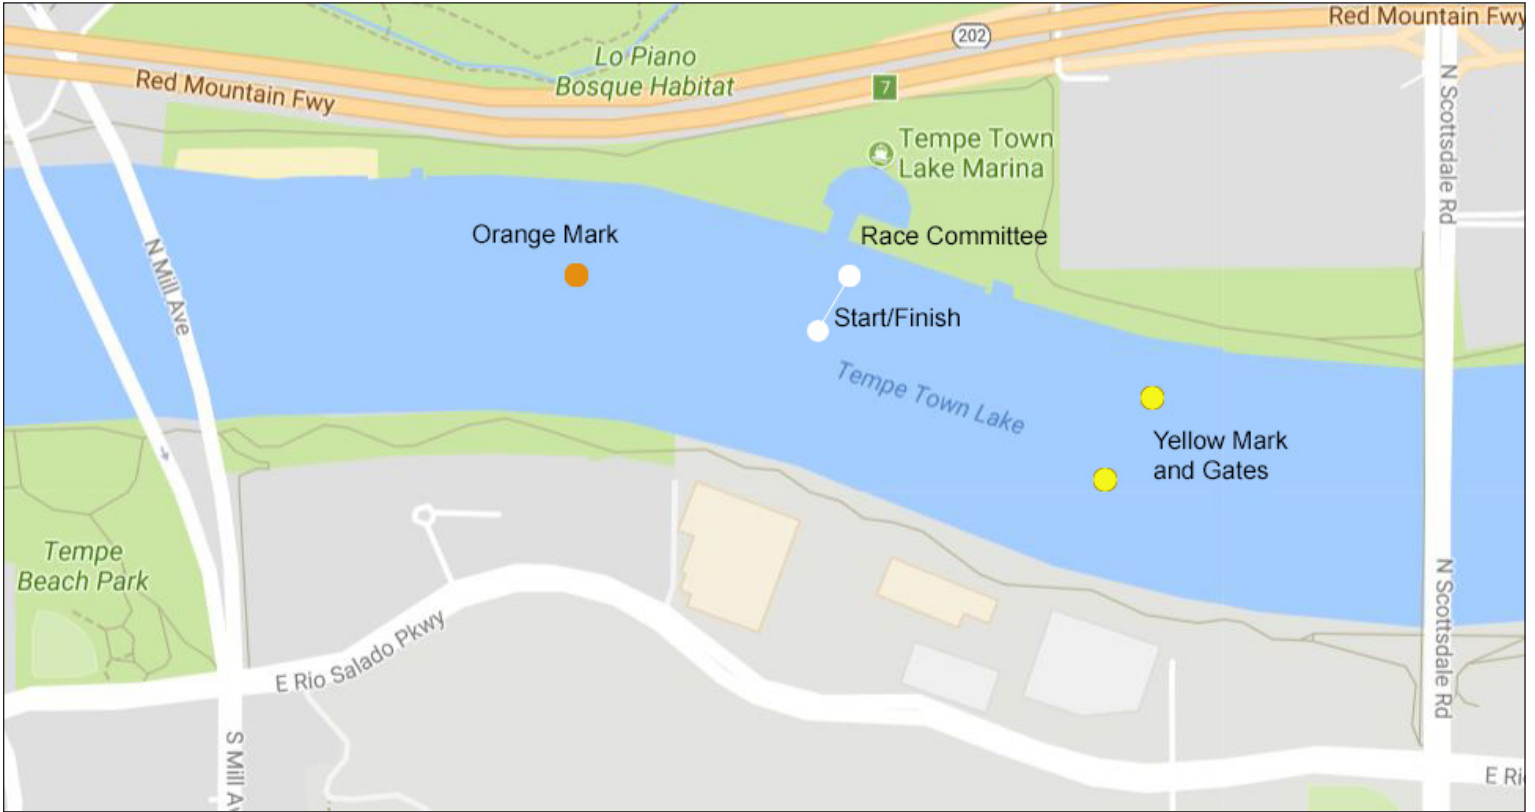 Red Mountain Fwy
202
Lo Piano
Bosque Habitat
Red Mountain Fwy
7
N Scottsdale Rd
Tempe Town
Lake Marina
Orange Mark
Race Committee
N Mill Ave
Start/Finish
Tempe Town Lake
Yellow Mark
and Gates
Tempe
Beach Park
N Scottsdale Rd
E Rio Salado Pkwy
S Mill Av
E Ri